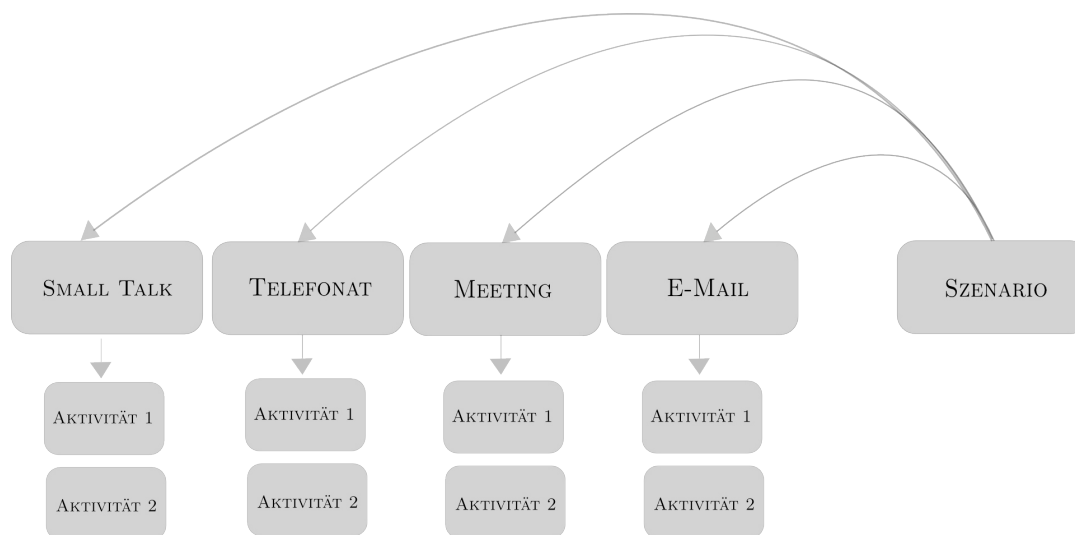 Small Talk
Telefonat
Meeting
E-Mail
Szenario
Aktivität 1
Aktivität 1
Aktivität 1
Aktivität 1
Aktivität 2
Aktivität 2
Aktivität 2
Aktivität 2